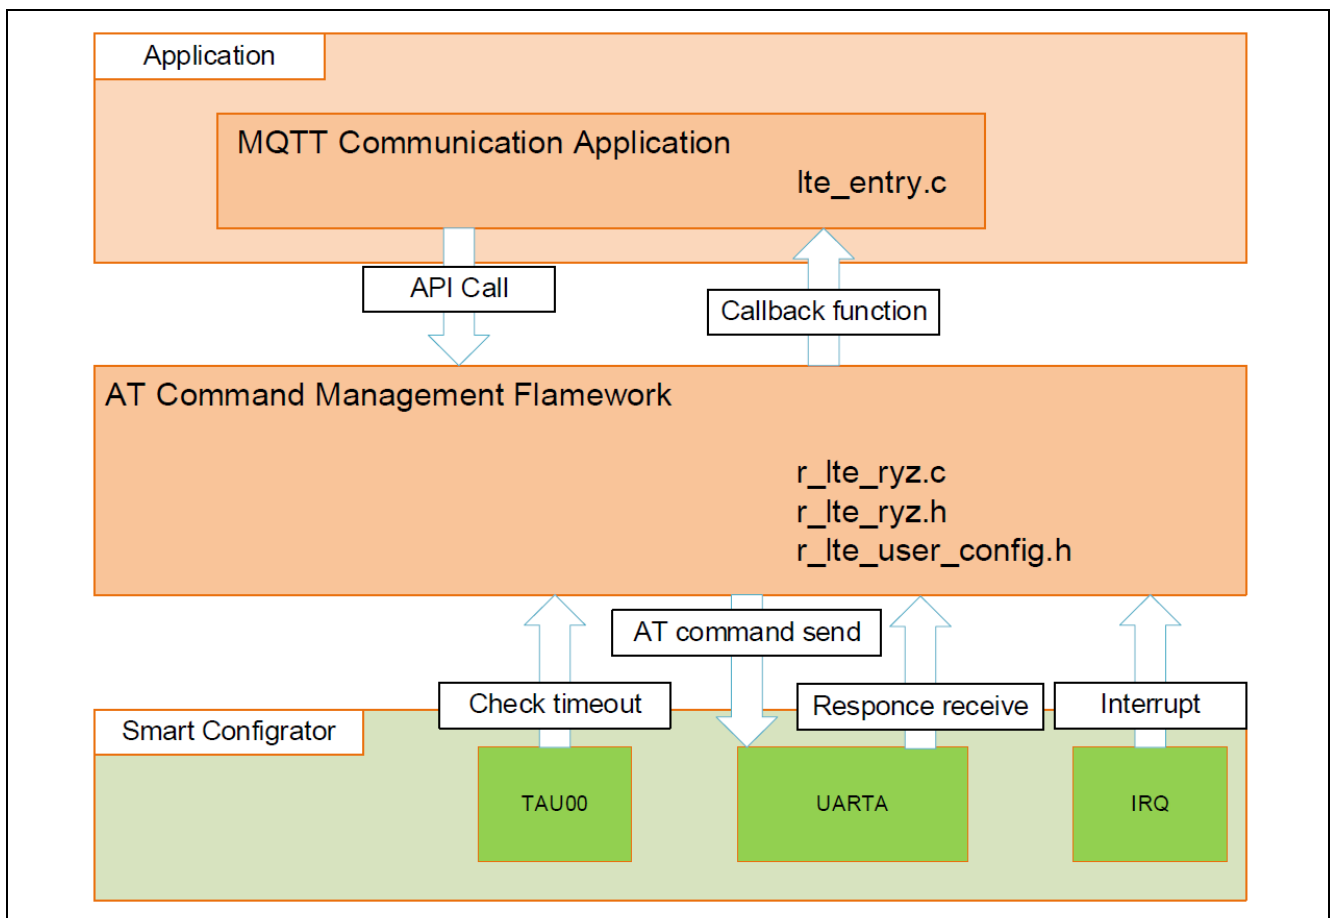 Application
MQTT Communication Application
lte_entry.c
API Call
Callback function
AT Command Management Flamework
r_lte_ryz.c
r_lte_ryz.h
r_lte_user_config.h
AT command send
Check timeout
Responce receive
Interrupt
Smart Configrator
TAU00
UARTA
IRQ